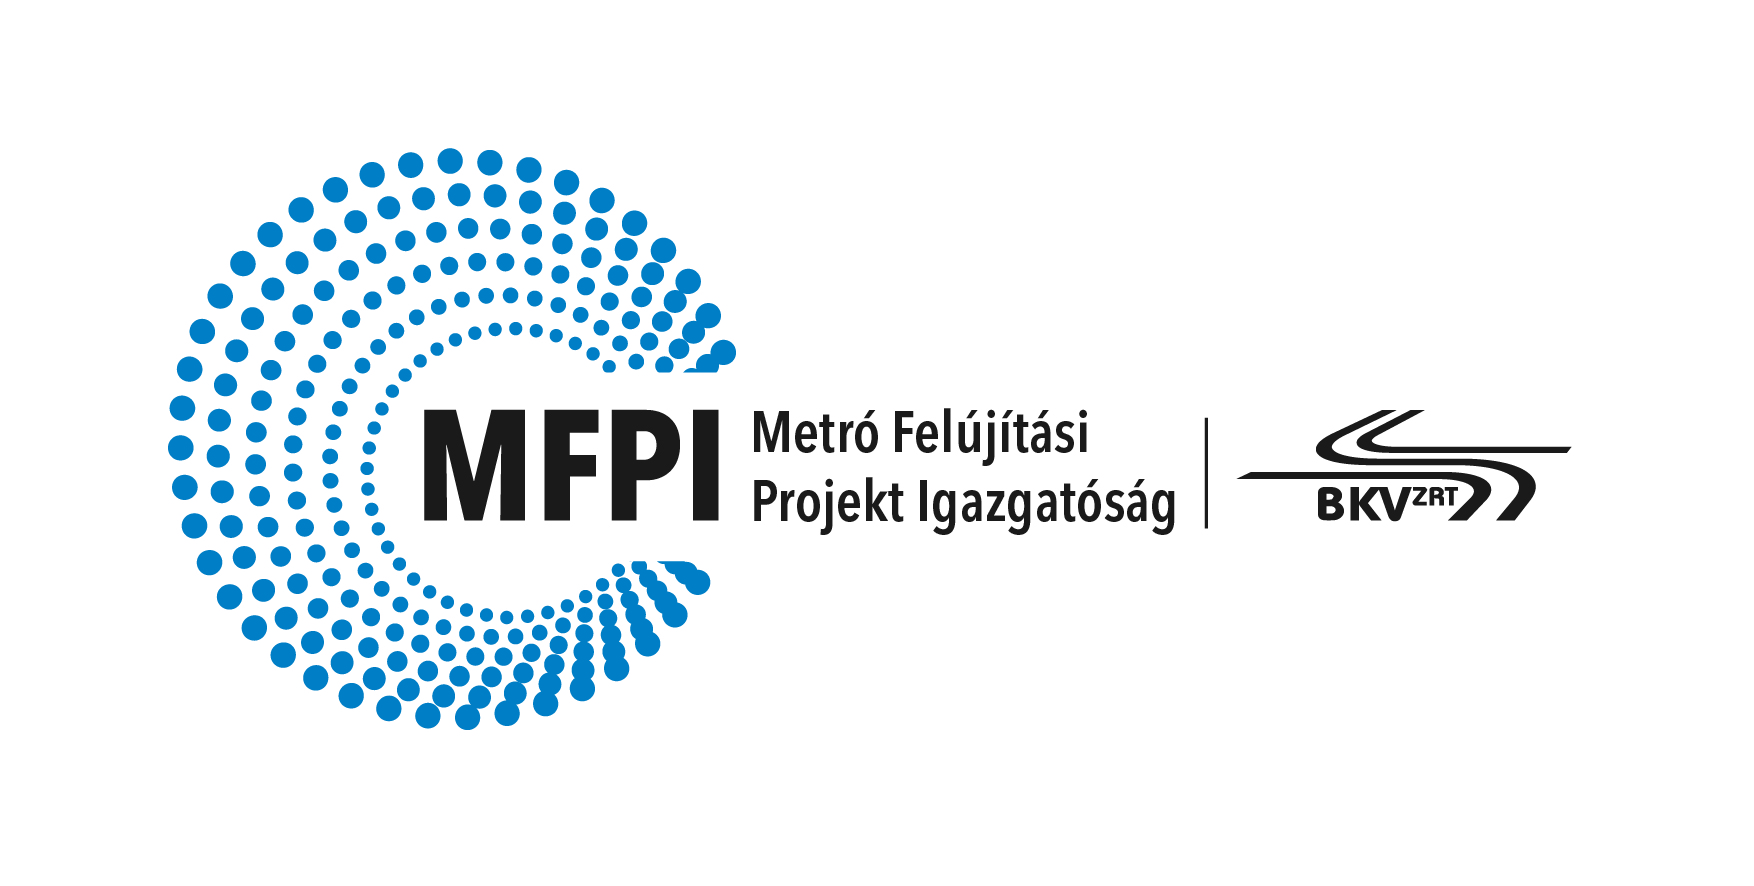 MFPI
Metró Felújítási
Projekt Igazgatóság
BKV ZRT